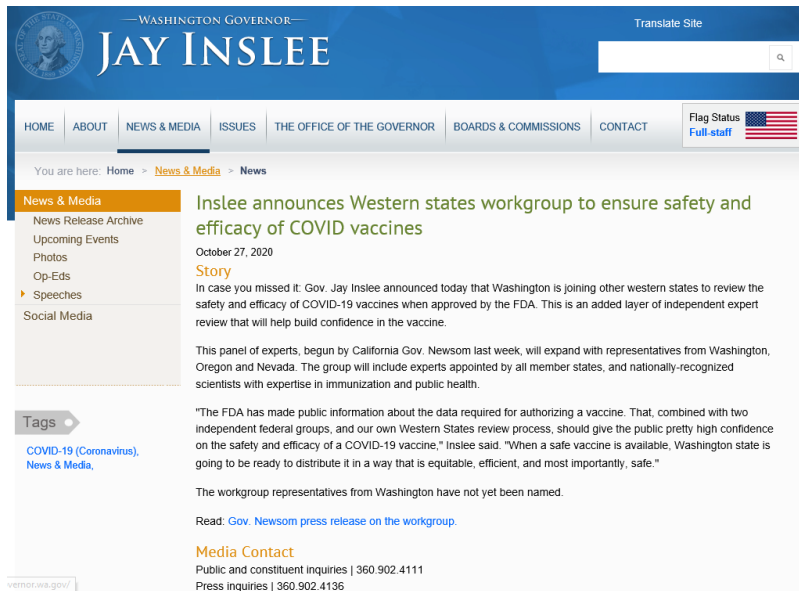 WASHINGTON GOVERNOR
JAY INSLEE
Translate Site
HOME
ABOUT
NEWS & MEDIA
ISSUES
THE OFFICE OF THE GOVERNOR
BOARDS & COMMISSIONS
CONTACT
Flag Status
Full-staff
You are here: Home > News & Media > News
News & Media
News Release Archive
Upcoming Events
Photos
Op-Eds
Speeches
Social Media
Tags
COVID-19 (Coronavirus),
News & Media,
Inslee announces Western states workgroup to ensure safety and
efficacy of COVID vaccines
October 27, 2020
Story
In case you missed it: Gov. Jay Inslee announced today that Washington is joining other western states to review the
safety and efficacy of COVID-19 vaccines when approved by the FDA. This is an added layer of independent expert
review that will help build confidence in the vaccine.
This panel of experts, begun by California Gov. Newsom last week, will expand with representatives from Washington,
Oregon and Nevada. The group will include experts appointed by all member states, and nationally-recognized
scientists with expertise in immunization and public health.
"The FDA has made public information about the data required for authorizing a vaccine. That, combined with two
independent federal groups, and our own Western States review process, should give the public pretty high confidence
on the safety and efficacy of a COVID-19 vaccine," Inslee said. "When a safe vaccine is available, Washington state is
going to be ready to distribute it in a way that is equitable, efficient, and most importantly, safe."
The workgroup representatives from Washington have not yet been named.
Read: Gov. Newsom press release on the workgroup.
Media Contact
Public and constituent inquiries | 360.902.4111
Press inquiries | 360.902.4136
vernor.wa.gov/